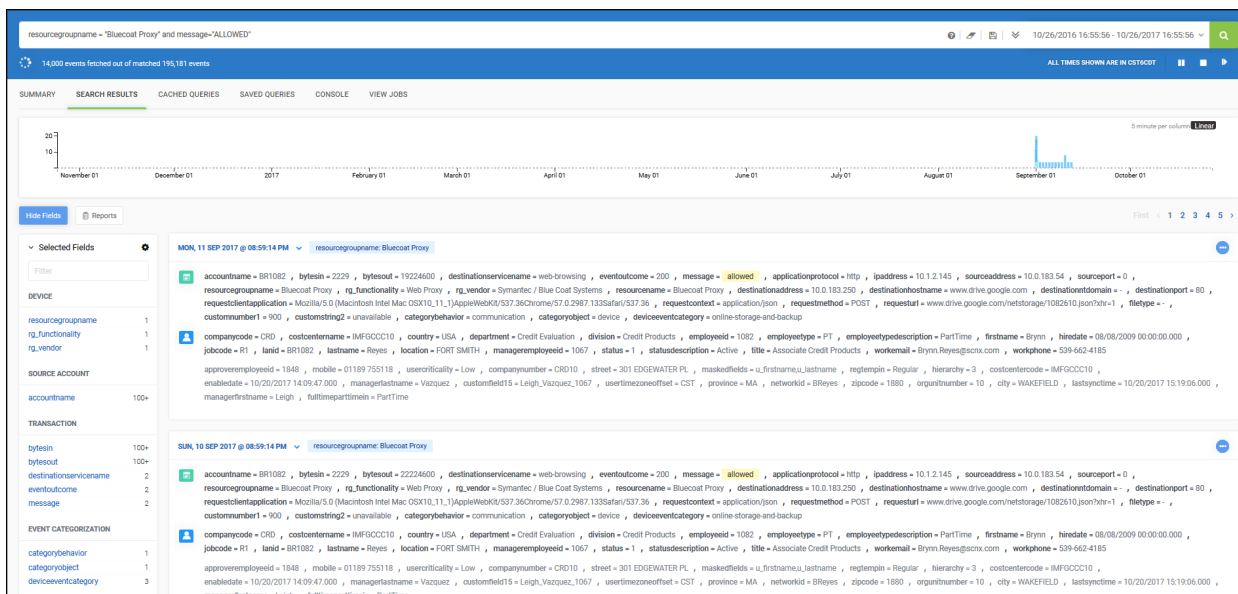 resourcegroupname = "Bluecoat Proxy" and message="ALLOWED"
10/26/2016 16:55:56 - 10/26/2017 16:55:56
14,000 events fetched out of matched 195,181 events
ALL TIMES SHOWN ARE IN CST6CDT
SUMMARY SEARCH RESULTS CACHED QUERIES SAVED QUERIES CONSOLE VIEW JOBS
5 minute per column Linear
20
10
November 01 December 01 2017 February 01 March 01 April 01 May 01 June 01 July 01 August 01 September 01 October 01
Hide Fields Reports
First < 1 2 3 4 5 >
Selected Fields
Filter
DEVICE
resourcegroupname 1
rg_functionality 1
rg_vendor 1
SOURCE ACCOUNT
accountname 100+
TRANSACTION
bytesin 100+
bytesout 100+
destinationservicename 2
eventoutcome 2
message 2
EVENT CATEGORIZATION
categorybehavior 1
categoryobject 1
deviceeventcategory 3
MON, 11 SEP 2017 @ 08:59:14 PM resourcegroupname: Bluecoat Proxy
accountname = BR1082 , bytesin = 2229 , bytesout = 19224600 , destinationservicename = web-browsing , eventoutcome = 200 , message = allowed , applicationprotocol = http , ipaddress = 10.1.2.145 , sourceaddress = 10.0.183.54 , sourceport = 0 ,
resourcegroupname = Bluecoat Proxy , rg_functionality = Web Proxy , rg_vendor = Symantec / Blue Coat Systems , resourcename = Bluecoat Proxy , destinationaddress = 10.0.183.250 , destinationhostname = www.drive.google.com , destinationntdomain = - , destinationport = 80 ,
requestclientapplication = Mozilla/5.0 (Macintosh Intel Mac OSX10_11_1)AppleWebKit/537.36Chrome/57.0.2987.133Safari/537.36 , requestcontext = application/json , requestmethod = POST , requesturl = www.drive.google.com/netstorage/1082610.json?xhr=1 , filetype = - ,
customnumber1 = 900 , customstring2 = unavailable , categorybehavior = communication , categoryobject = device , deviceeventcategory = online-storage-and-backup
companycode = CRD , costcentername = IMFGCCC10 , country = USA , department = Credit Evaluation , division = Credit Products , employeeid = 1082 , employeetype = PT , employeetypedescription = PartTime , firstname = Brynn , hiredate = 08/08/2009 00:00:00.000 ,
jobcode = R1 , lanid = BR1082 , lastname = Reyes , location = FORT SMITH , manageremployeeid = 1067 , status = 1 , statusdescription = Active , title = Associate Credit Products , workemail = Brynn.Reyes@scnx.com , workphone = 539-662-4185
approveremployeeid = 1848 , mobile = 01189 755118 , usercriticality = Low , companynumber = CRD10 , street = 301 EDGEWATER PL , maskedfields = u_firstname,u_lastname , regtempin = Regular , hierarchy = 3 , costcentercode = IMFGCCC10 ,
enabledate = 10/20/2017 14:09:47.000 , managerlastname = Vazquez , customfield15 = Leigh_Vazquez_1067 , usertimezoneoffset = CST , province = MA , networkid = BReyes , zipcode = 1880 , orgunitnumber = 10 , city = WAKEFIELD , lastsynctime = 10/20/2017 15:19:06.000 ,
managerfirstname = Leigh , fulltimeparttimein = PartTime
SUN, 10 SEP 2017 @ 08:59:14 PM resourcegroupname: Bluecoat Proxy
accountname = BR1082 , bytesin = 2229 , bytesout = 22224600 , destinationservicename = web-browsing , eventoutcome = 200 , message = allowed , applicationprotocol = http , ipaddress = 10.1.2.145 , sourceaddress = 10.0.183.54 , sourceport = 0 ,
resourcegroupname = Bluecoat Proxy , rg_functionality = Web Proxy , rg_vendor = Symantec / Blue Coat Systems , resourcename = Bluecoat Proxy , destinationaddress = 10.0.183.250 , destinationhostname = www.drive.google.com , destinationntdomain = - , destinationport = 80 ,
requestclientapplication = Mozilla/5.0 (Macintosh Intel Mac OSX10_11_1)AppleWebKit/537.36Chrome/57.0.2987.133Safari/537.36 , requestcontext = application/json , requestmethod = POST , requesturl = www.drive.google.com/netstorage/1082610.json?xhr=1 , filetype = - ,
customnumber1 = 900 , customstring2 = unavailable , categorybehavior = communication , categoryobject = device , deviceeventcategory = online-storage-and-backup
companycode = CRD , costcentername = IMFGCCC10 , country = USA , department = Credit Evaluation , division = Credit Products , employeeid = 1082 , employeetype = PT , employeetypedescription = PartTime , firstname = Brynn , hiredate = 08/08/2009 00:00:00.000 ,
jobcode = R1 , lanid = BR1082 , lastname = Reyes , location = FORT SMITH , manageremployeeid = 1067 , status = 1 , statusdescription = Active , title = Associate Credit Products , workemail = Brynn.Reyes@scnx.com , workphone = 539-662-4185
approveremployeeid = 1848 , mobile = 01189 755118 , usercriticality = Low , companynumber = CRD10 , street = 301 EDGEWATER PL , maskedfields = u_firstname,u_lastname , regtempin = Regular , hierarchy = 3 , costcentercode = IMFGCCC10 ,
enabledate = 10/20/2017 14:09:47.000 , managerlastname = Vazquez , customfield15 = Leigh_Vazquez_1067 , usertimezoneoffset = CST , province = MA , networkid = BReyes , zipcode = 1880 , orgunitnumber = 10 , city = WAKEFIELD , lastsynctime = 10/20/2017 15:19:06.000 ,